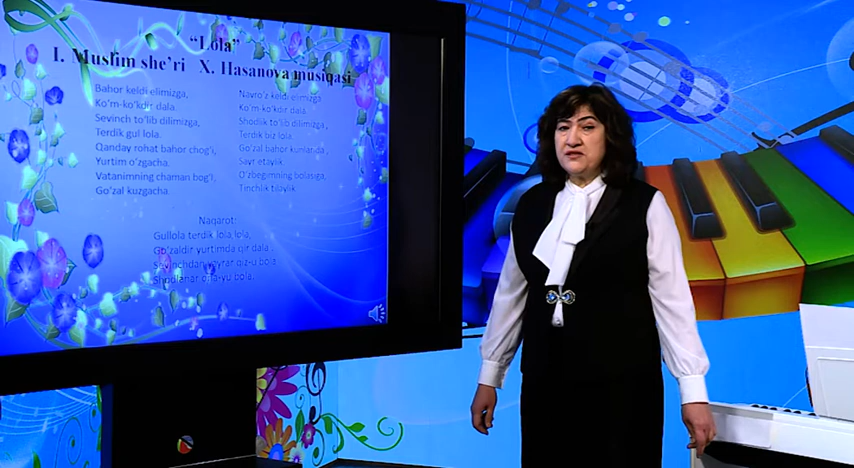 "Lola"
I. Muslim she'ri X. Hasanova musiqasi
Bahor keldi elimizga,
Ko'm-ko'kdir dala.
Sevinch to'lib dilimizga,
Terdik gul lola.
Qanday rohat bahor chog'i,
Yurtim o'zgacha.
Vatanimning chaman bog'i,
Go'zal kuzgacha.
Navro'z keldi elimizga
Ko'm ko'kdir dala.
Shodlik to'lib dilimizga,
Terdik biz lola.
Go'zal bahor kunlarida,
Sayr etaylik.
O'zbegimning bolasiga,
Tinchlik tilaylik.
Naqarot:
Gullola terdik lola, lola,
Go'zaldir yurtimda qir dala.
Sevinchdan yayrar qiz-u bola
Shodlanar ona-yu bola.